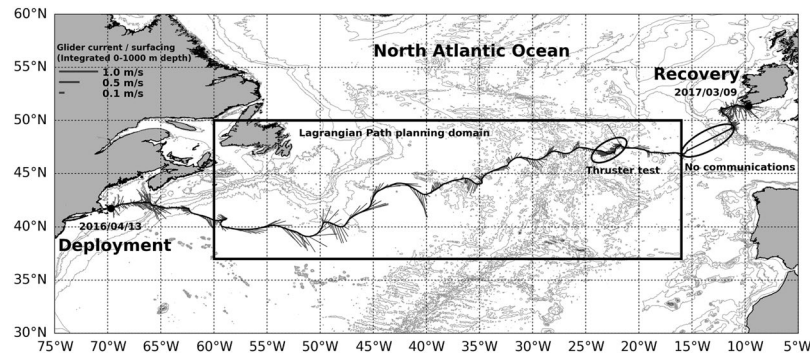 60°N
55°N
50°N
45°N
40°N
35°N
30°N
Glider current / surfacing
(Integrated 0-1000 m depth)
1.0 m/s
0.5 m/s
0.1 m/s
North Atlantic Ocean
Recovery
2017/03/09
Lagrangian Path planning domain
Thruster test
No communications
2016/04/13
Deployment
75°W 70°W 65°W 60°W 55°W 50°W 45°W 40°W 35°W 30°W 25°W 20°W 15°W 10°W 5°W